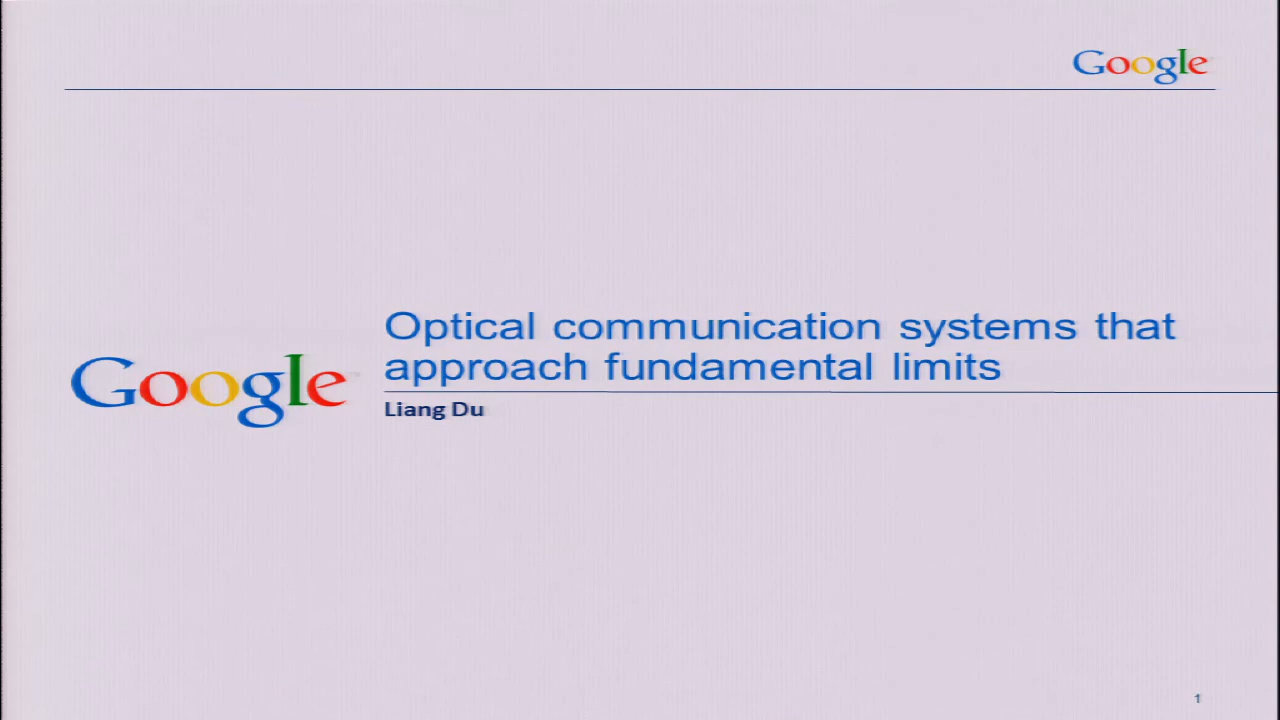 Google
Optical communication systems that
approach fundamental limits
Google
Liang Du
1